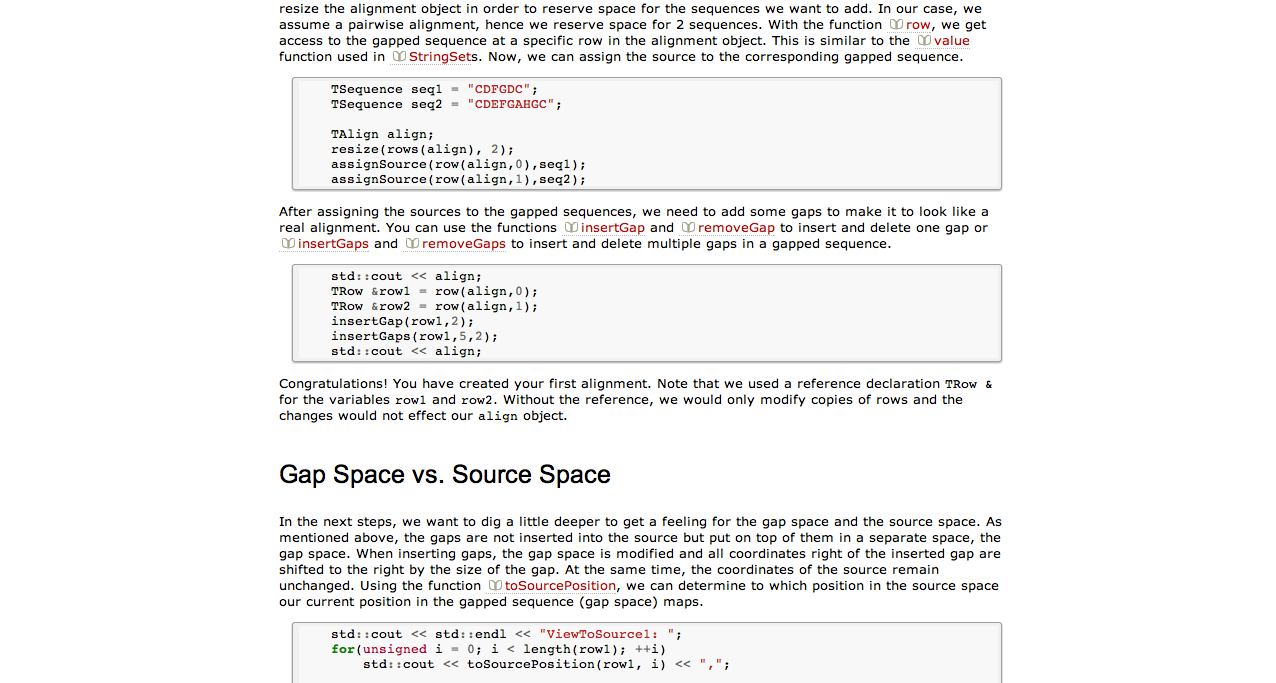 resize the alignment object in order to reserve space for the sequences we want to add. In our case, we
assume a pairwise alignment, hence we reserve space for 2 sequences. With the function row, we get
access to the gapped sequence at a specific row in the alignment object. This is similar to the value
function used in StringSets. Now, we can assign the source to the corresponding gapped sequence.
TSequence seq1 = "CDFGDC";
TSequence seq2 = "CDEFGAHGC";
TAlign align;
resize(rows(align), 2);
assignSource(row(align,0),seq1);
assignSource(row(align,1),seq2);
After assigning the sources to the gapped sequences, we need to add some gaps to make it to look like a
real alignment. You can use the functions insertGap and removeGap to insert and delete one gap or
insertGaps and removeGaps to insert and delete multiple gaps in a gapped sequence.
std::cout << align;
TRow &row1 = row(align,0);
TRow &row2 = row(align,1);
insertGap(row1,2);
insertGaps(row1,5,2);
std::cout << align;
Congratulations! You have created your first alignment. Note that we used a reference declaration TRow &
for the variables row1 and row2. Without the reference, we would only modify copies of rows and the
changes would not effect our align object.
Gap Space vs. Source Space
In the next steps, we want to dig a little deeper to get a feeling for the gap space and the source space. As
mentioned above, the gaps are not inserted into the source but put on top of them in a separate space, the
gap space. When inserting gaps, the gap space is modified and all coordinates right of the inserted gap are
shifted to the right by the size of the gap. At the same time, the coordinates of the source remain
unchanged. Using the function toSourcePosition, we can determine to which position in the source space
our current position in the gapped sequence (gap space) maps.
std::cout << std::endl << "ViewToSource1: ";
for(unsigned i = 0; i < length(row1); ++i)
std::cout << toSourcePosition(row1, i) << ",";